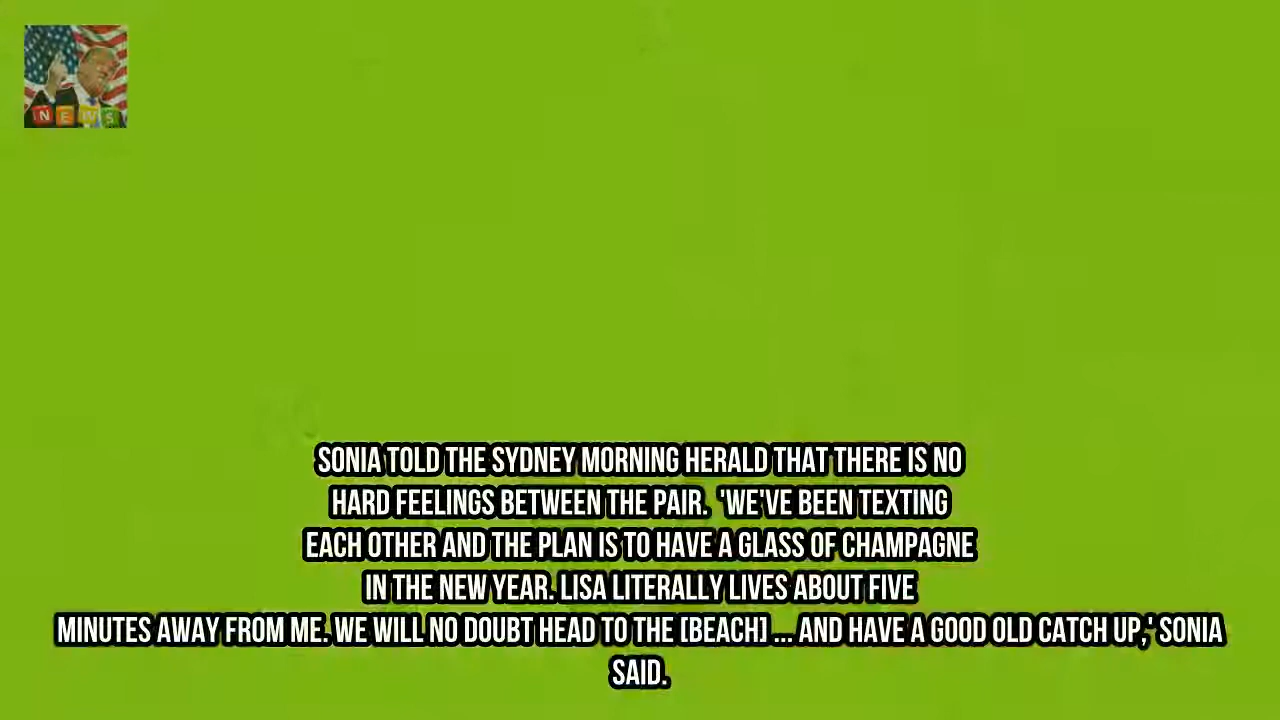 NEWS
SONIA TOLD THE SYDNEY MORNING HERALD THAT THERE IS NO
HARD FEELINGS BETWEEN THE PAIR. 'WE'VE BEEN TEXTING
EACH OTHER AND THE PLAN IS TO HAVE A GLASS OF CHAMPAGNE
IN THE NEW YEAR. LISA LITERALLY LIVES ABOUT FIVE
MINUTES AWAY FROM ME. WE WILL NO DOUBT HEAD TO THE [BEACH] ... AND HAVE A GOOD OLD CATCH UP,' SONIA
SAID.